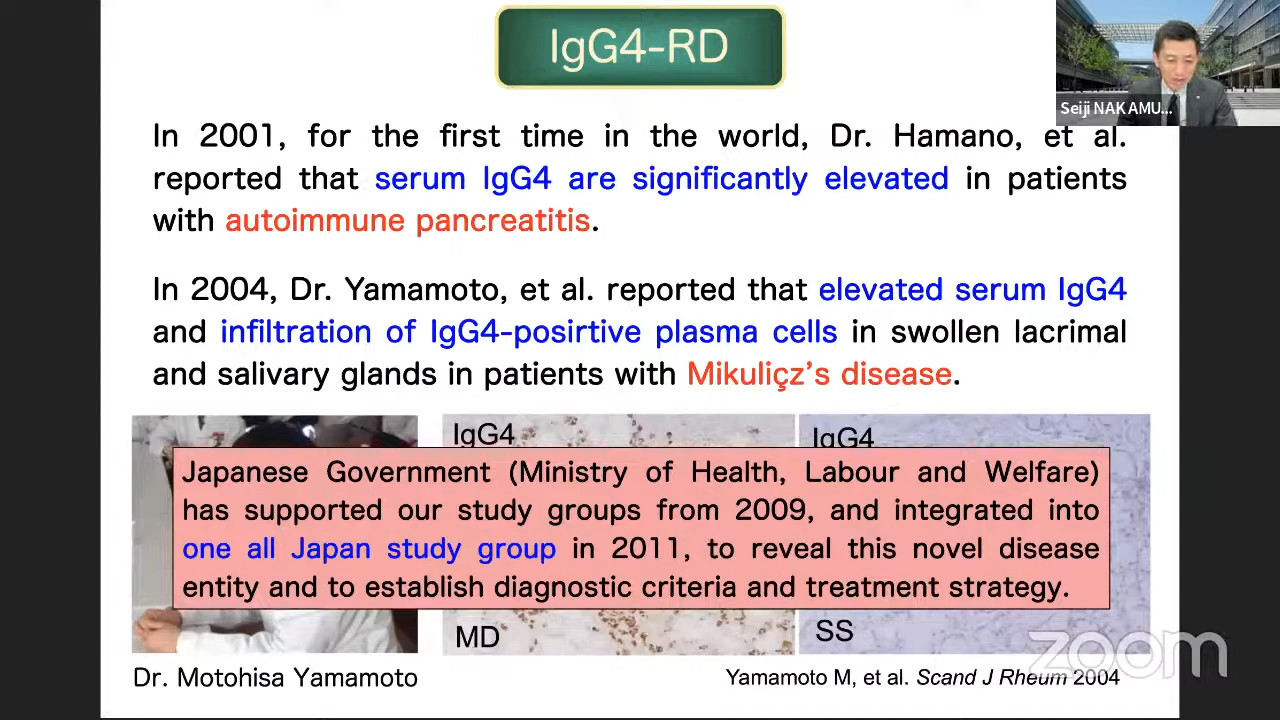 IgG4-RD
Seiji NAKAMU...
In 2001, for the first time in the world, Dr. Hamano, et al.
reported that serum IgG4 are significantly elevated in patients
with autoimmune pancreatitis.
In 2004, Dr. Yamamoto, et al. reported that elevated serum IgG4
and infiltration of IgG4-posirtive plasma cells in swollen lacrimal
and salivary glands in patients with Mikuliçz's disease.
IgG4
IgG4
Japanese Government (Ministry of Health, Labour and Welfare)
has supported our study groups from 2009, and integrated into
one all Japan study group in 2011, to reveal this novel disease
entity and to establish diagnostic criteria and treatment strategy.
MD
SS
zoom
Dr. Motohisa Yamamoto
Yamamoto M, et al. Scand J Rheum 2004